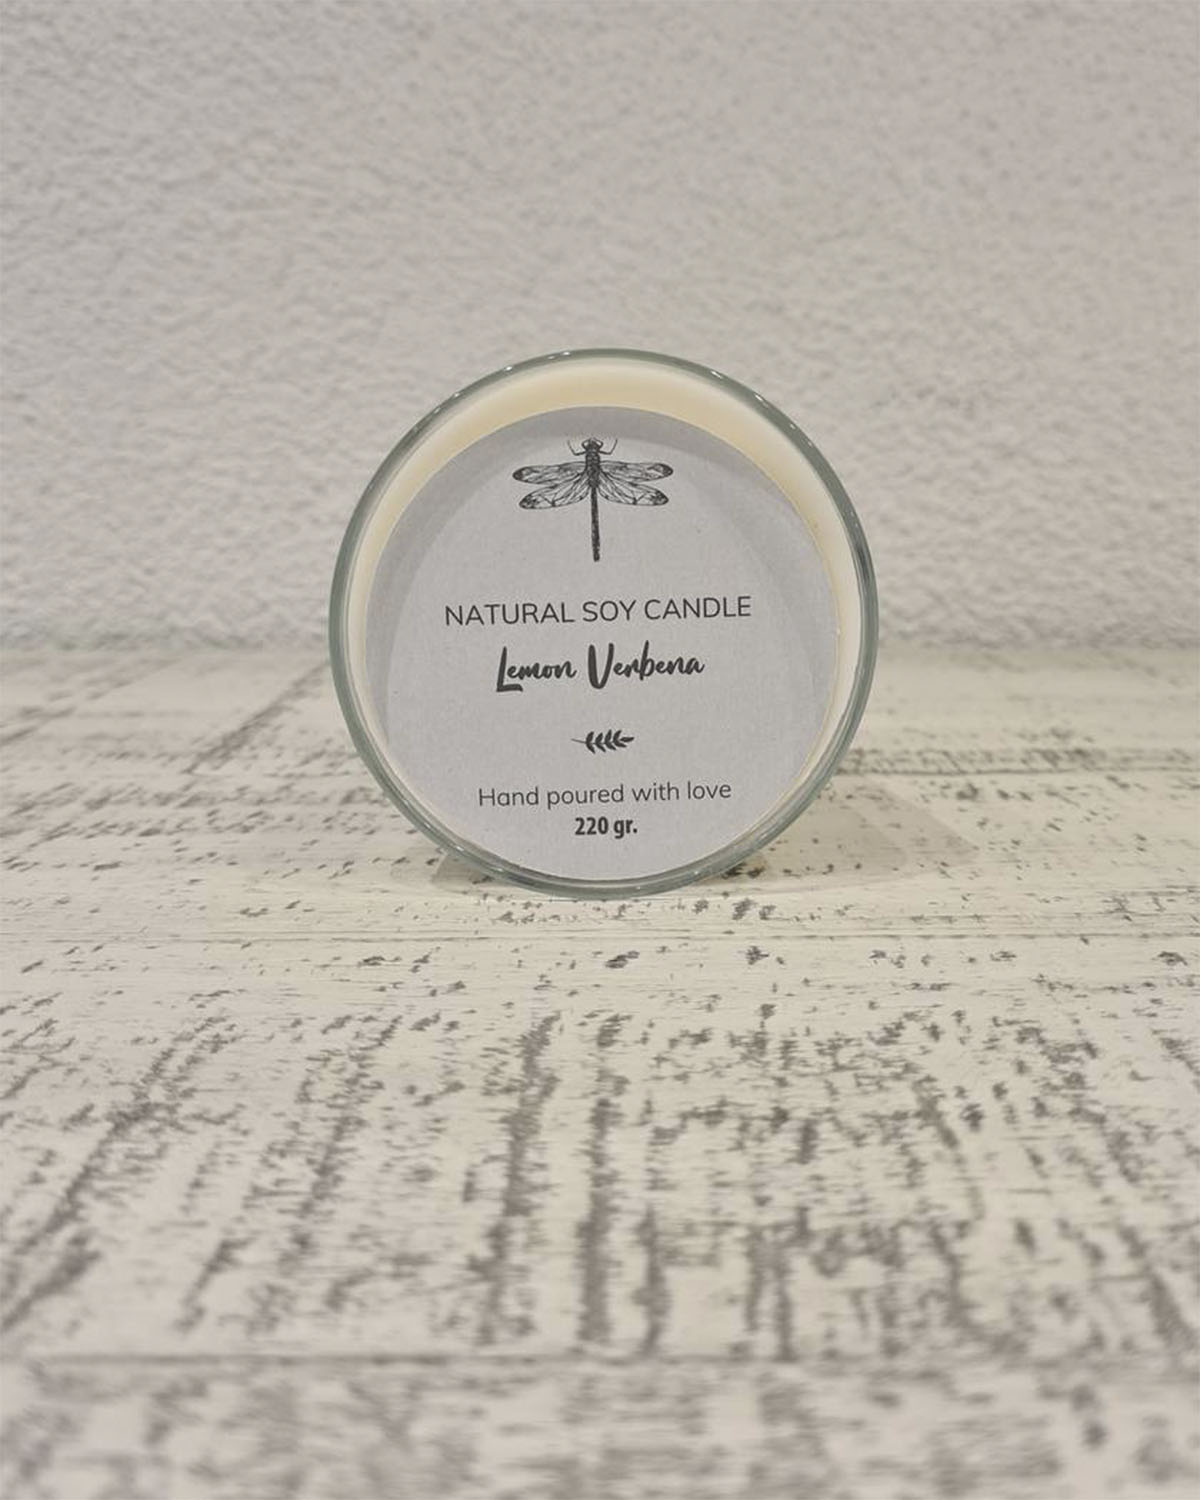 NATURAL SOY CANDLE
Lemon Verbena
Hand poured with love
220 gr.